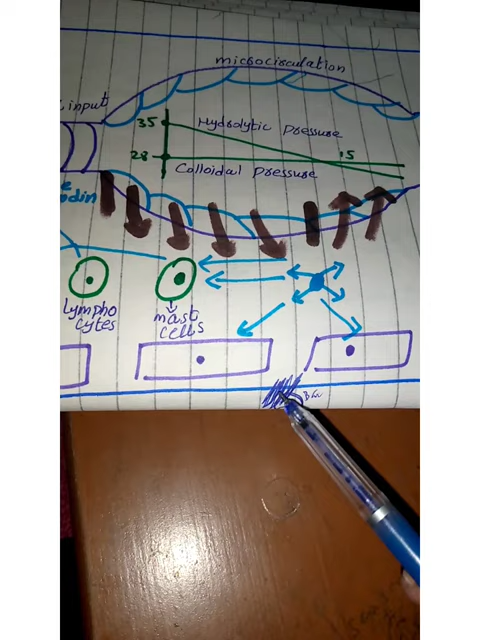 microcirculation
input
35
Hydrolytic Pressure
28
15
Colloidal Pressure
lympho
cytes
mast
cells